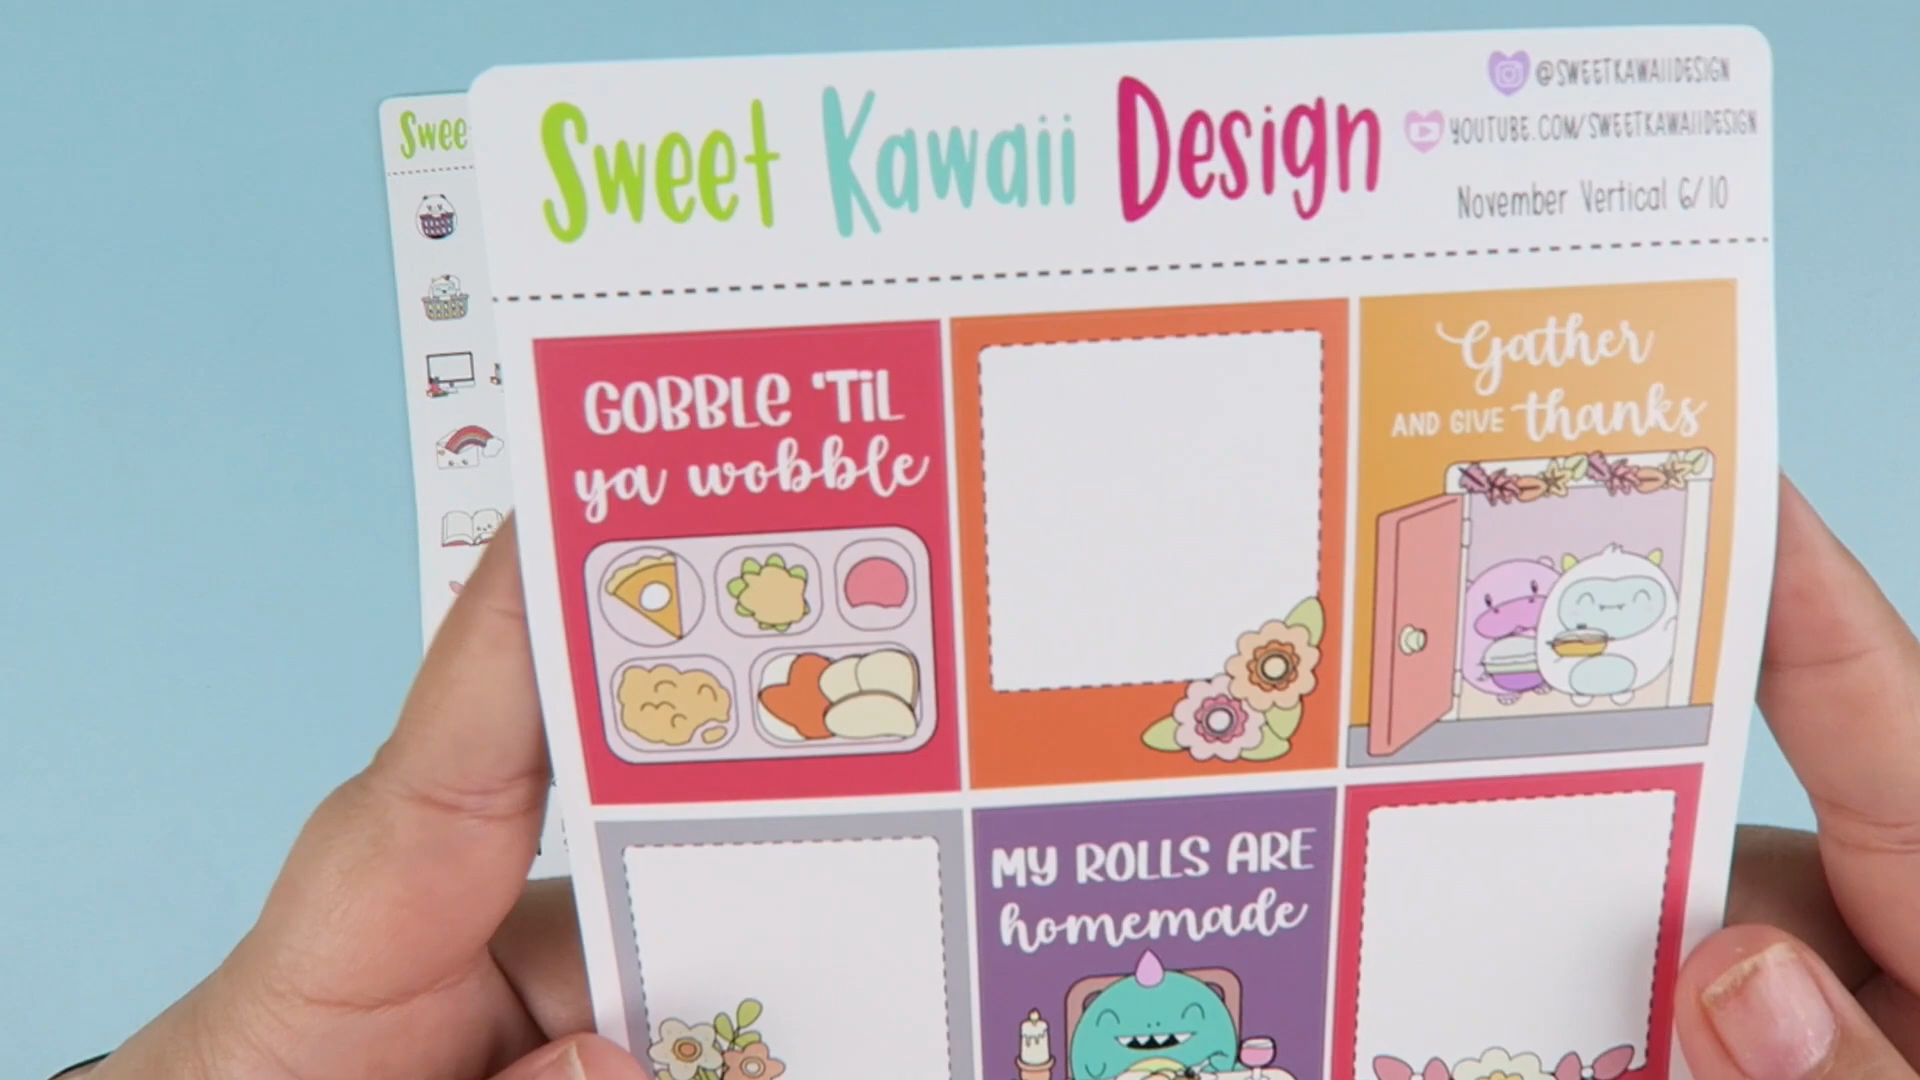 Swee
Sweet Kawaii Design
@SWEETKAWAIIDESIGN
YOUTUBE.COM/SWEETKAWAIIDESIGN
November Vertical 6/10
GOBBLE 'TiL
ya wobble
Gather
AND GIVE thanks
MY ROLLS ARE
homemade